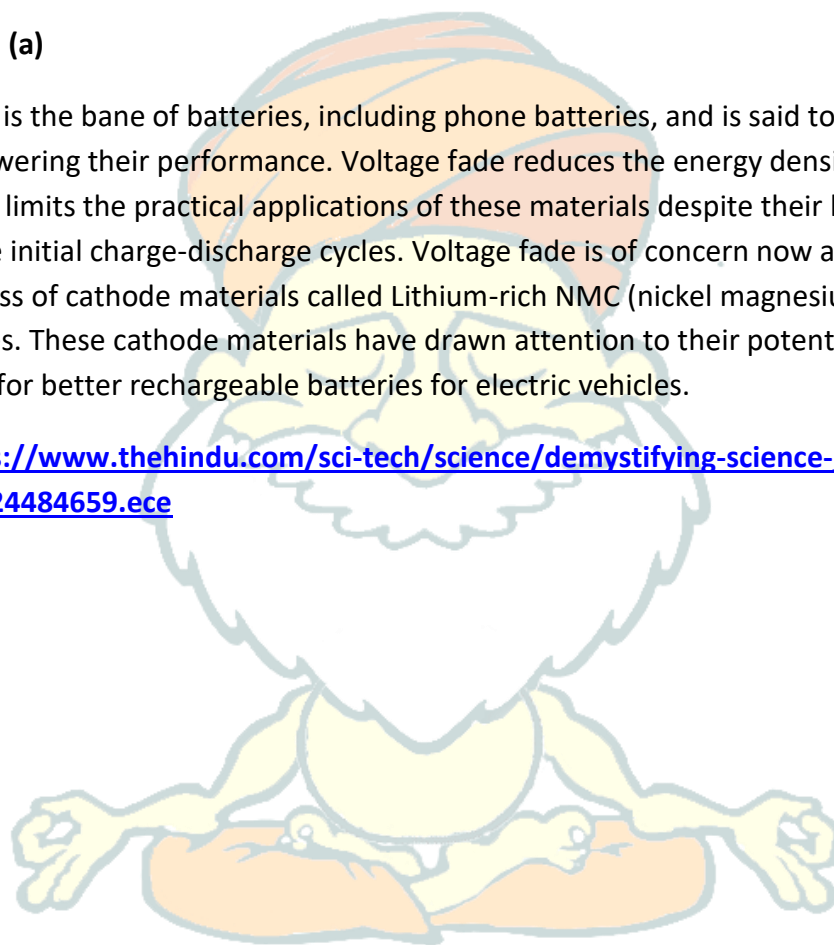 (a)
is the bane of batteries, including phone batteries, and is said to
wering their performance. Voltage fade reduces the energy densi
limits the practical applications of these materials despite their
initial charge-discharge cycles. Voltage fade is of concern now a
ss of cathode materials called Lithium-rich NMC (nickel magnesiu
s. These cathode materials have drawn attention to their potent
for better rechargeable batteries for electric vehicles.
s://www.thehindu.com/sci-tech/science/demystifying-science-
24484659.ece